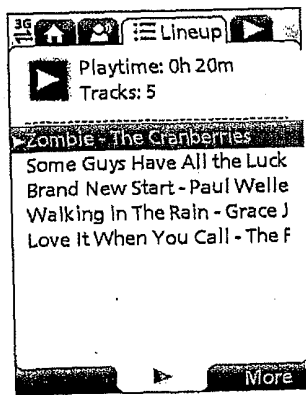 3G
Lineup
Playtime: 0h 20m
Tracks: 5
Zombie - The Cranberries
Some Guys Have All the Luck
Brand New Start - Paul Welle
Walking In The Rain - Grace J
Love It When You Call - The F
More